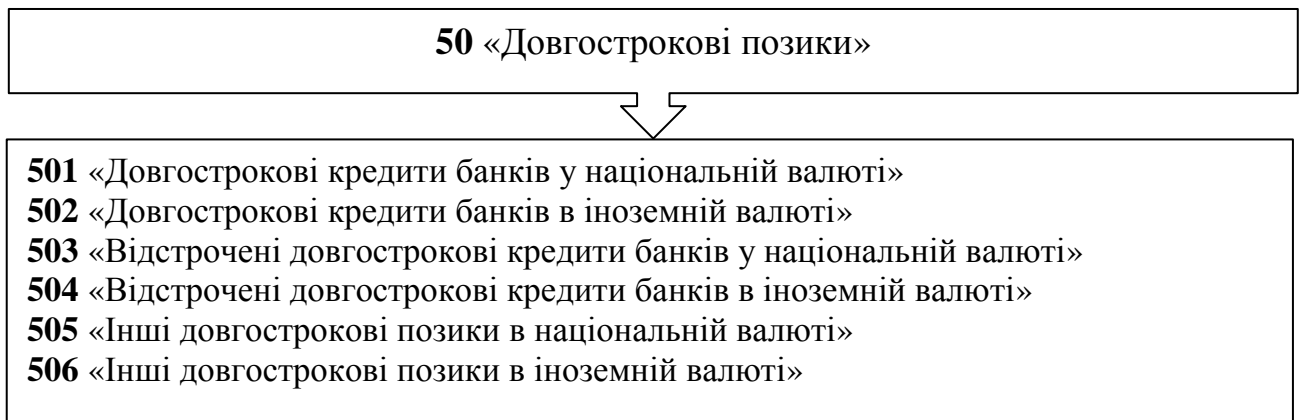 50 «Довгострокові позики»
501 «Довгострокові кредити банків у національній валюті»
502 «Довгострокові кредити банків в іноземній валюті»
503 «Відстрочені довгострокові кредити банків у національній валюті»
504 «Відстрочені довгострокові кредити банків в іноземній валюті»
505 «Інші довгострокові позики в національній валюті»
506 «Інші довгострокові позики в іноземній валюті»